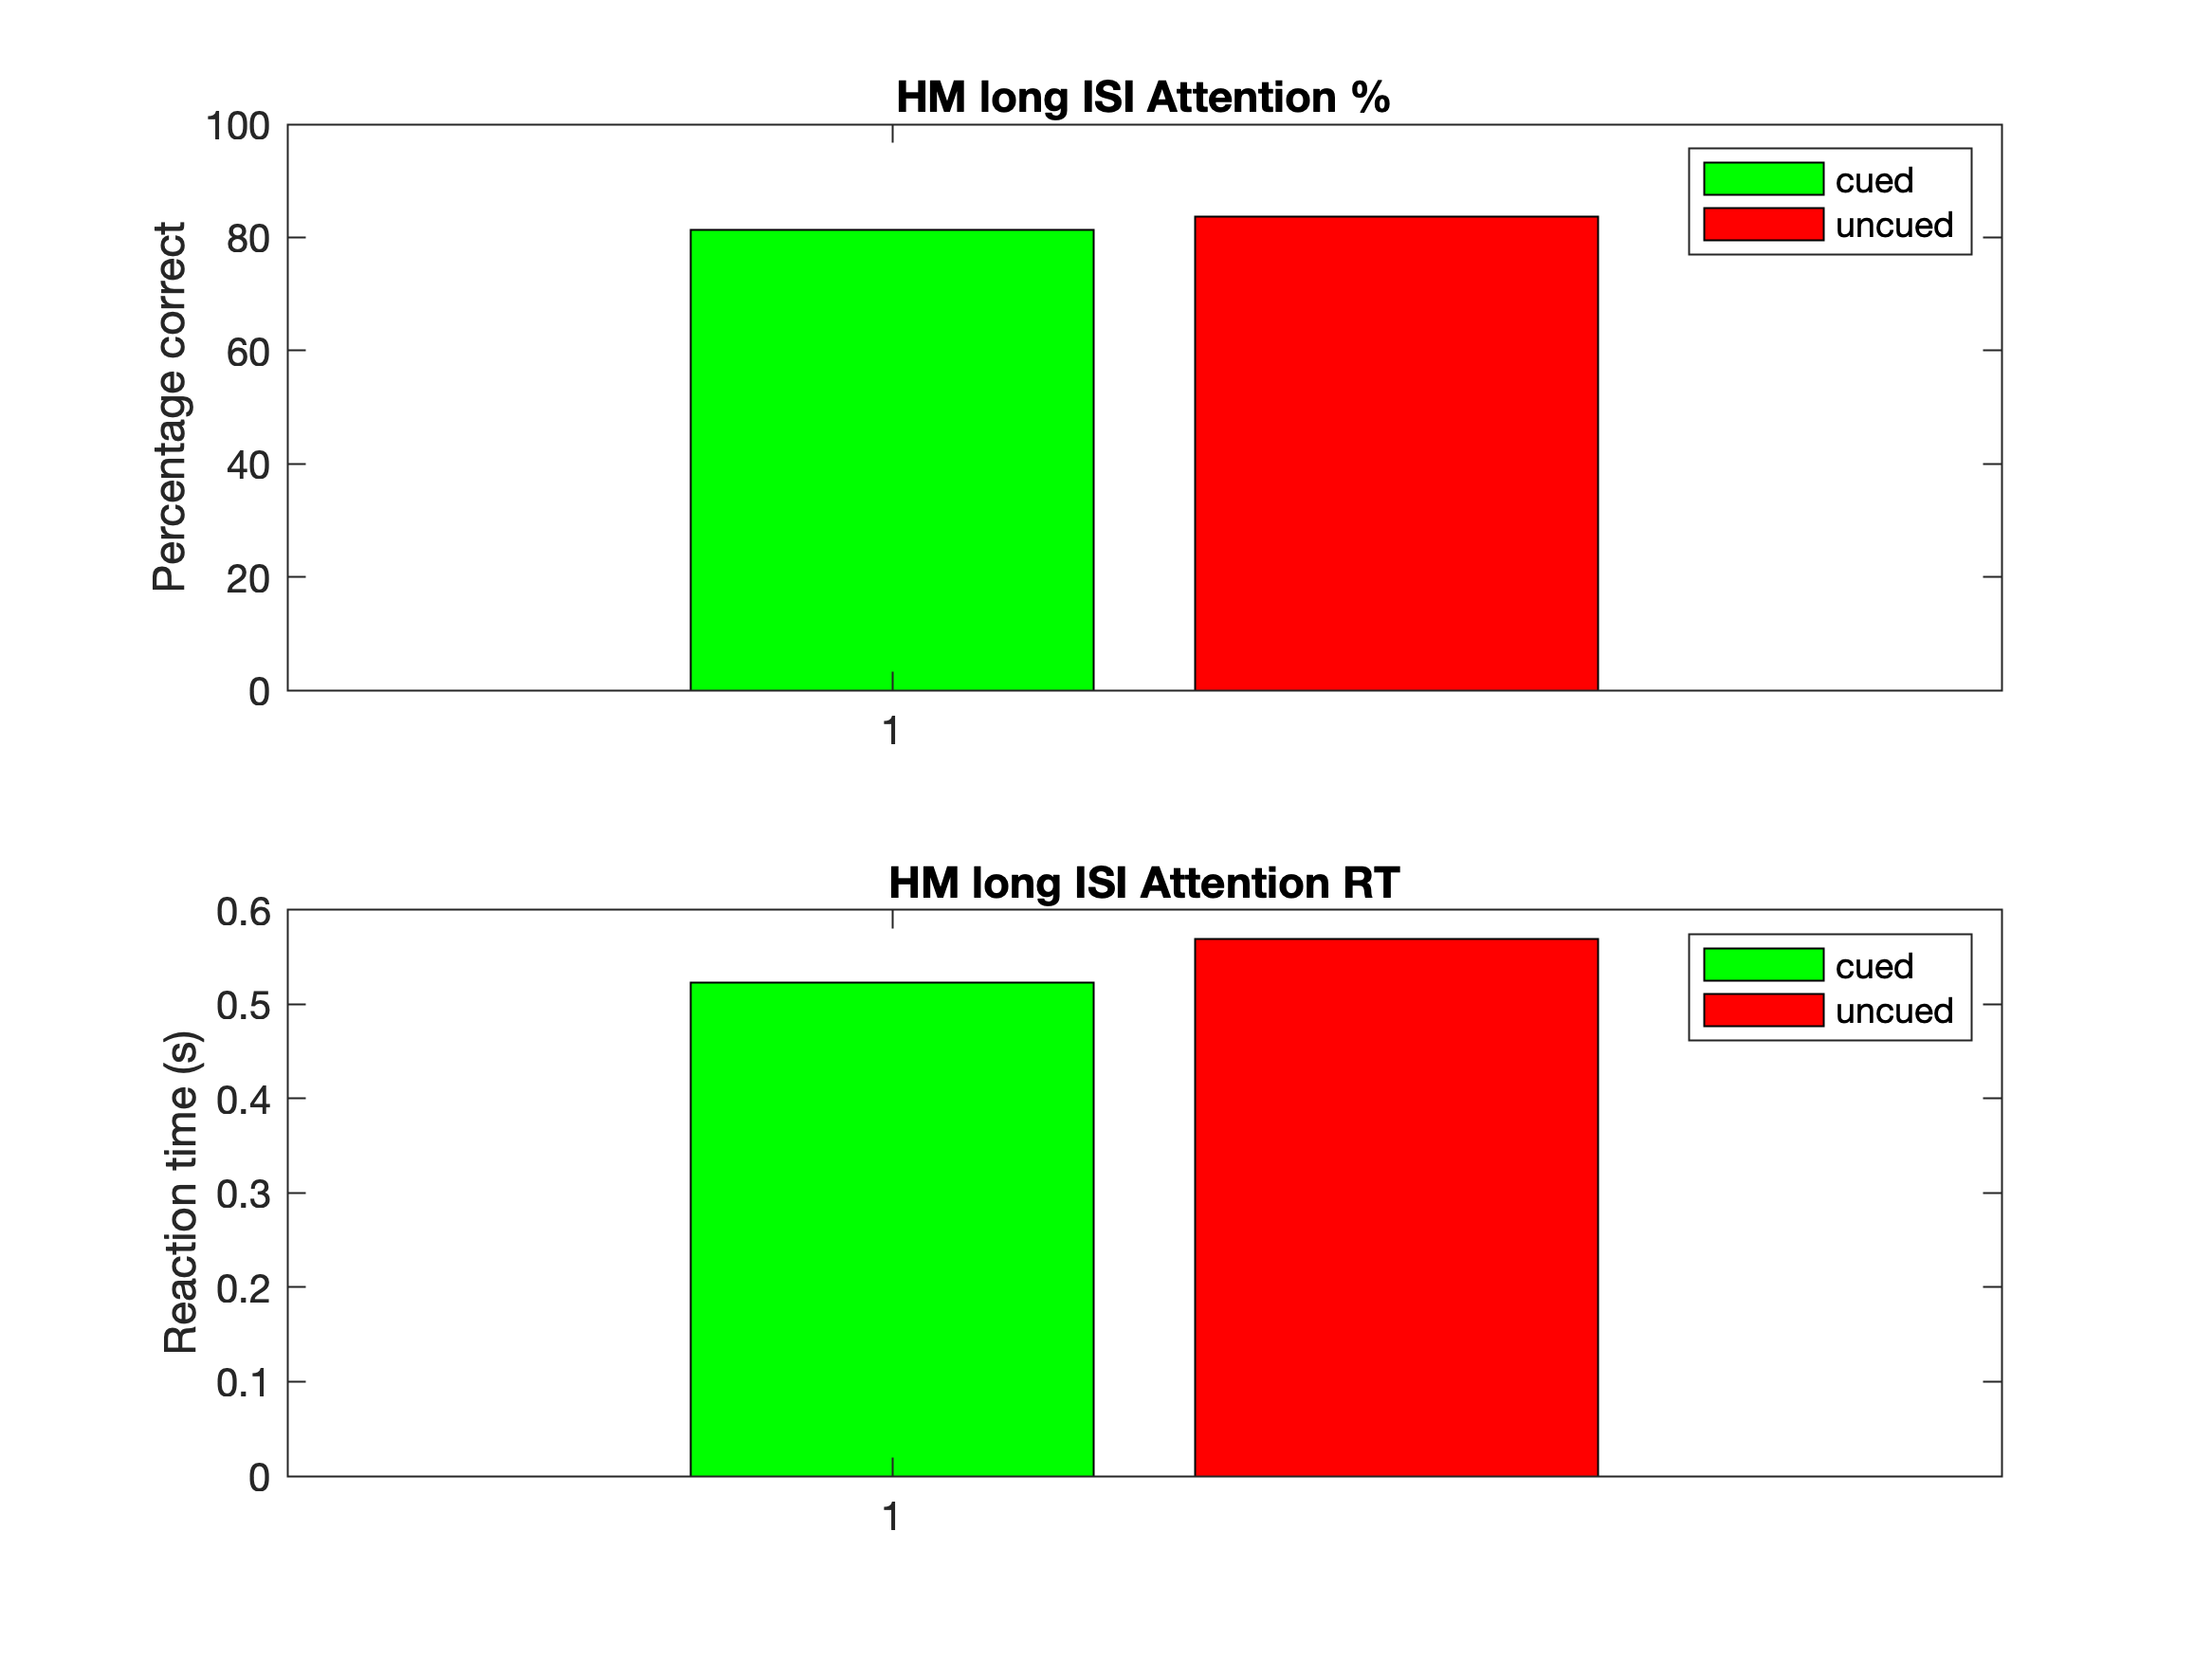 HM long ISI Attention %
100
80
60
40
20
0
Percentage correct
cued
uncued
1
HM long ISI Attention RT
0.6
0.5
0.4
0.3
0.2
0.1
0
Reaction time (s)
cued
uncued
1